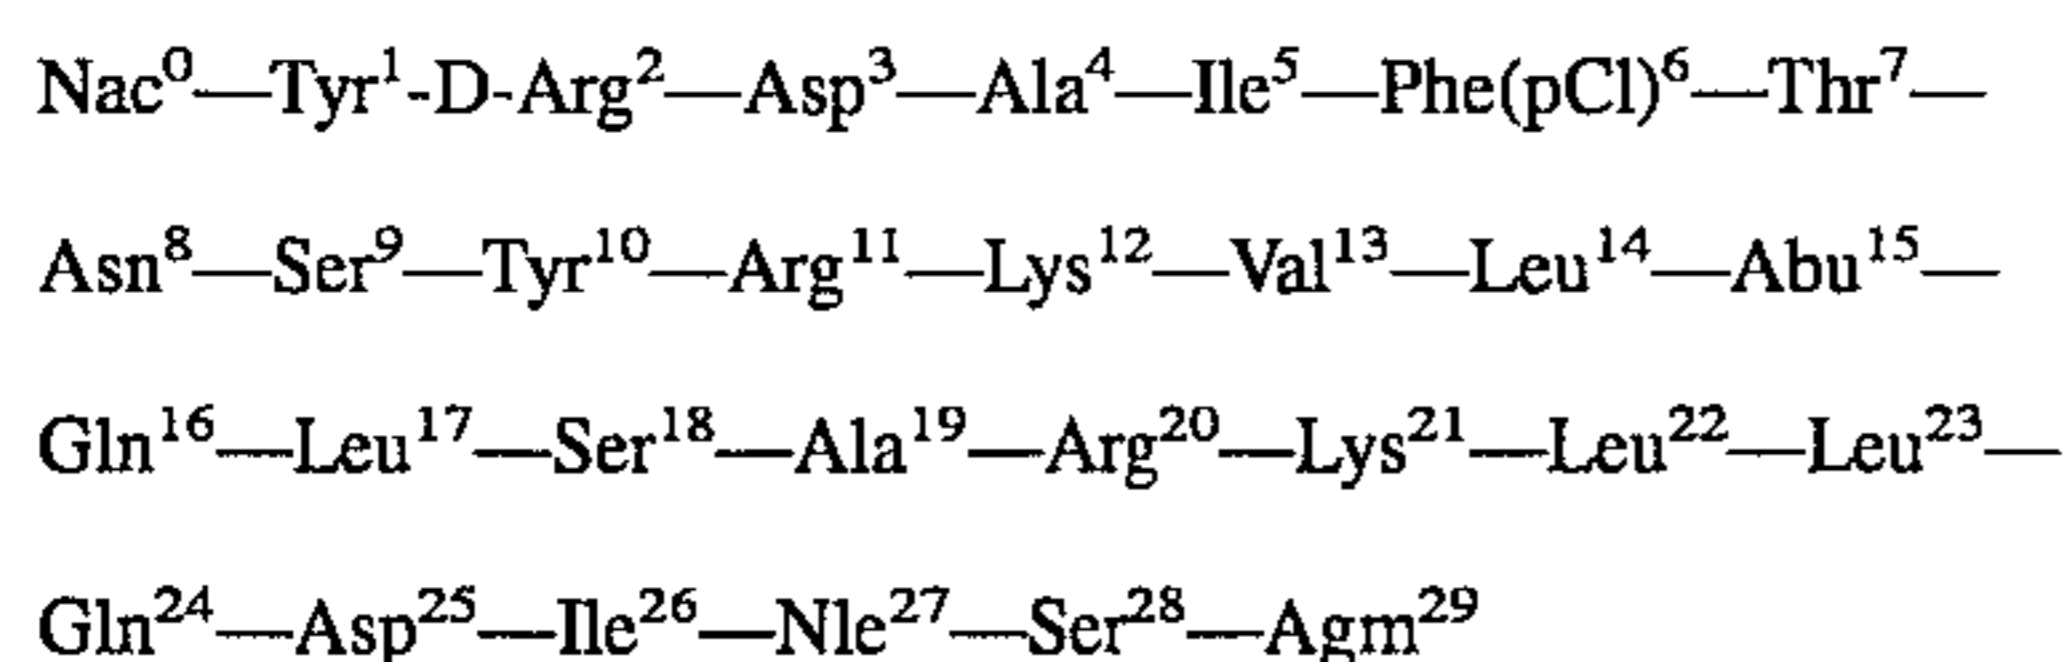 Nac⁰—Tyr¹-D-Arg²—Asp³—Ala⁴—Ile⁵—Phe(pCl)⁶—Thr⁷—
Asn⁸—Ser⁹—Tyr¹⁰—Arg¹¹—Lys¹²—Val¹³—Leu¹⁴—Abu¹⁵—
Gln¹⁶—Leu¹⁷—Ser¹⁸—Ala¹⁹—Arg²⁰—Lys²¹—Leu²²—Leu²³—
Gln²⁴—Asp²⁵—Ile²⁶—Nle²⁷—Ser²⁸—Agm²⁹